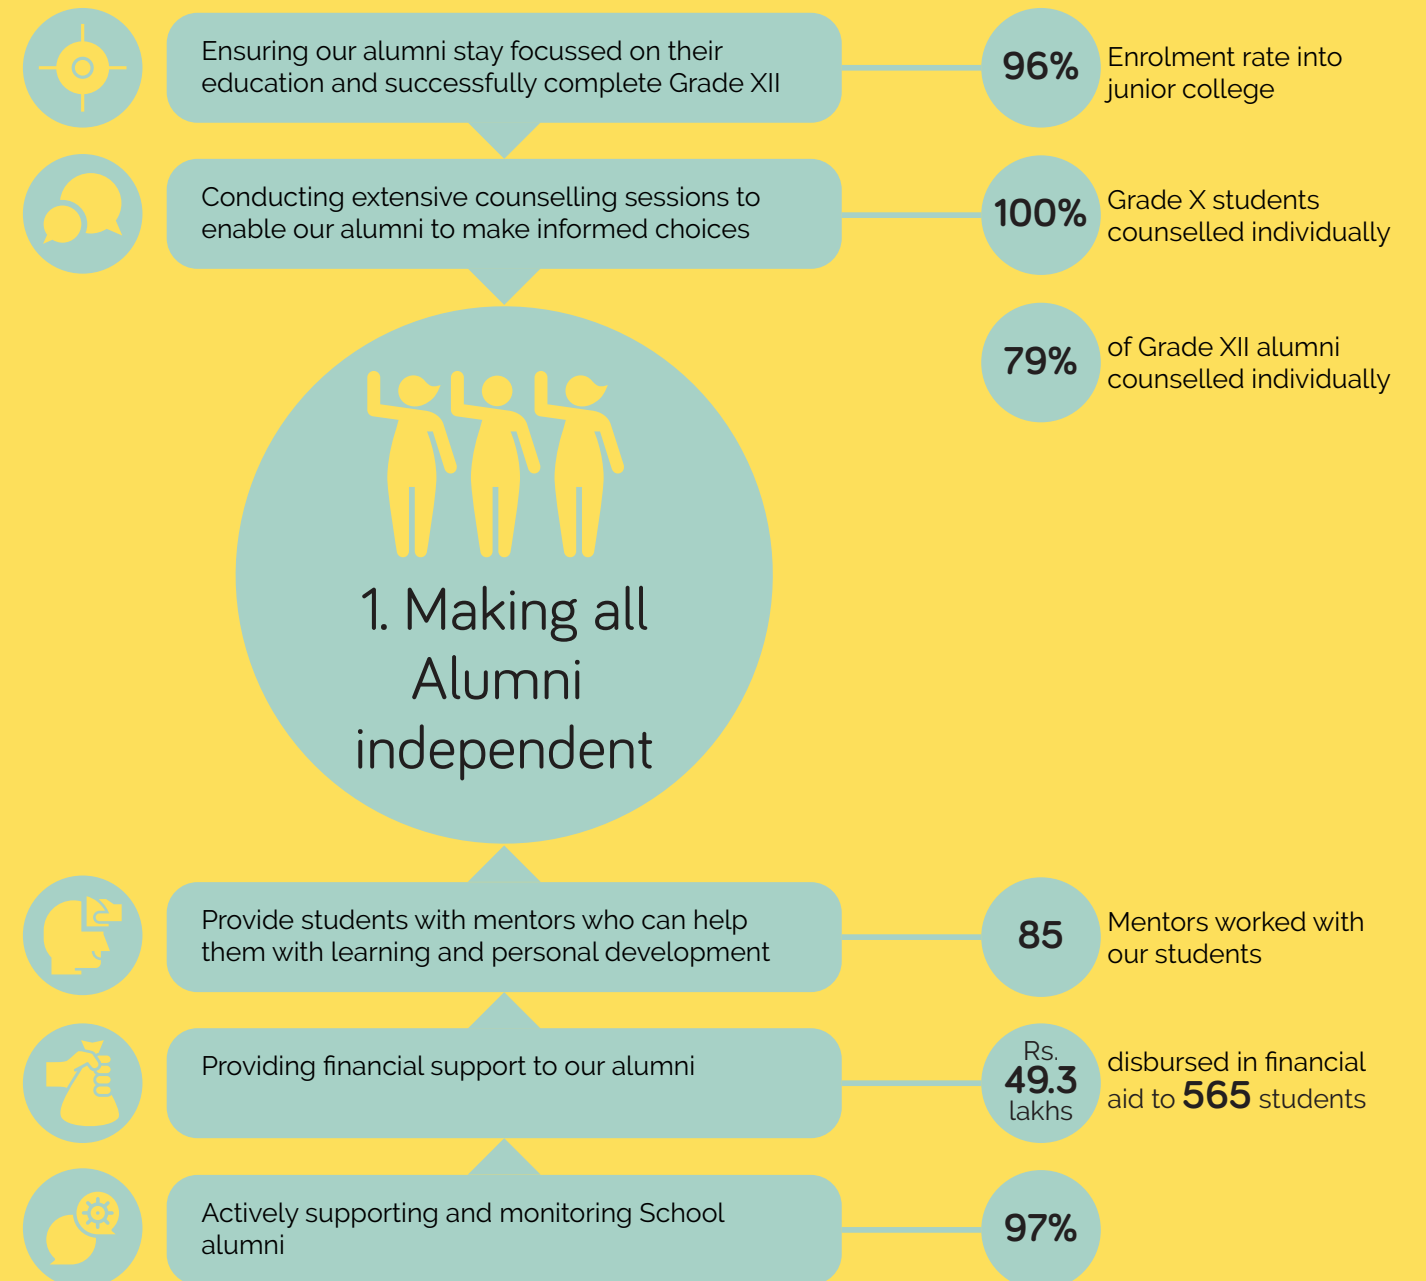 Ensuring our alumni stay focussed on their
education and successfully complete Grade XII
96%
Enrolment rate into
junior college
Conducting extensive counselling sessions to
enable our alumni to make informed choices
100%
Grade X students
counselled individually
79%
of Grade XII alumni
counselled individually
1. Making all
Alumni
independent
Provide students with mentors who can help
them with learning and personal development
85
Mentors worked with
our students
Providing financial support to our alumni
Rs.
49.3
lakhs
disbursed in financial
aid to 565 students
Actively supporting and monitoring School
alumni
97%